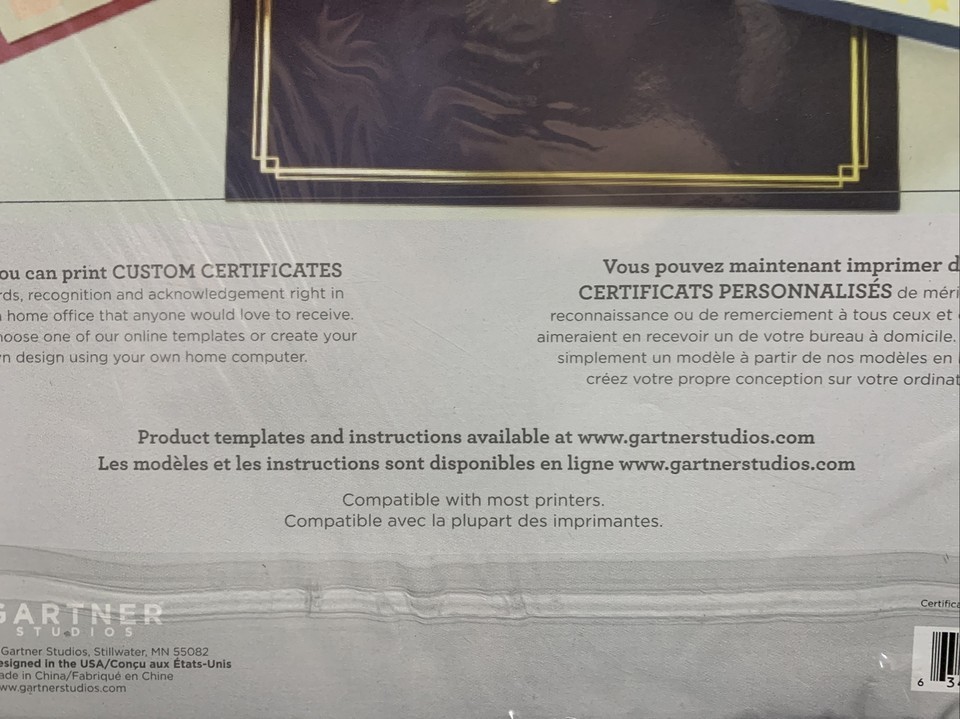 ou can print CUSTOM CERTIFICATES
rds, recognition and acknowledgement right in
home office that anyone would love to receive.
hoose one of our online templates or create your
n design using your own home computer.
Vous pouvez maintenant imprimer d
CERTIFICATS PERSONNALISÉS de méri
reconnaissance ou de remerciement à tous ceux et
aimeraient en recevoir un de votre bureau à domicile.
simplement un modèle à partir de nos modèles en
créez votre propre conception sur votre ordinat
Product templates and instructions available at www.gartnerstudios.com
Les modèles et les instructions sont disponibles en ligne www.gartnerstudios.com
Compatible with most printers.
Compatible avec la plupart des imprimantes.
GARTNER
STUDIOS
Gartner Studios, Stillwater, MN 55082
esigned in the USA/Conçu aux États-Unis
ade in China/Fabriqué en Chine
ww.gartnerstudios.com
Certifica
6 34